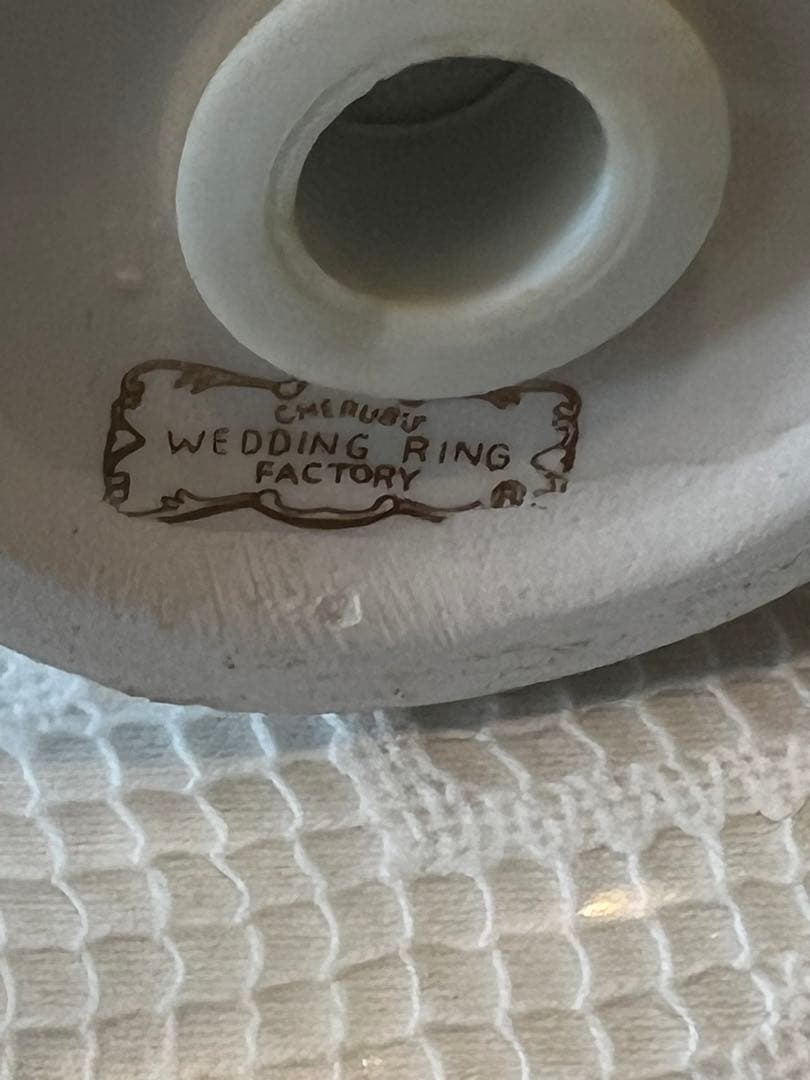 CHERUB'S
WEDDING RING
FACTORY
®